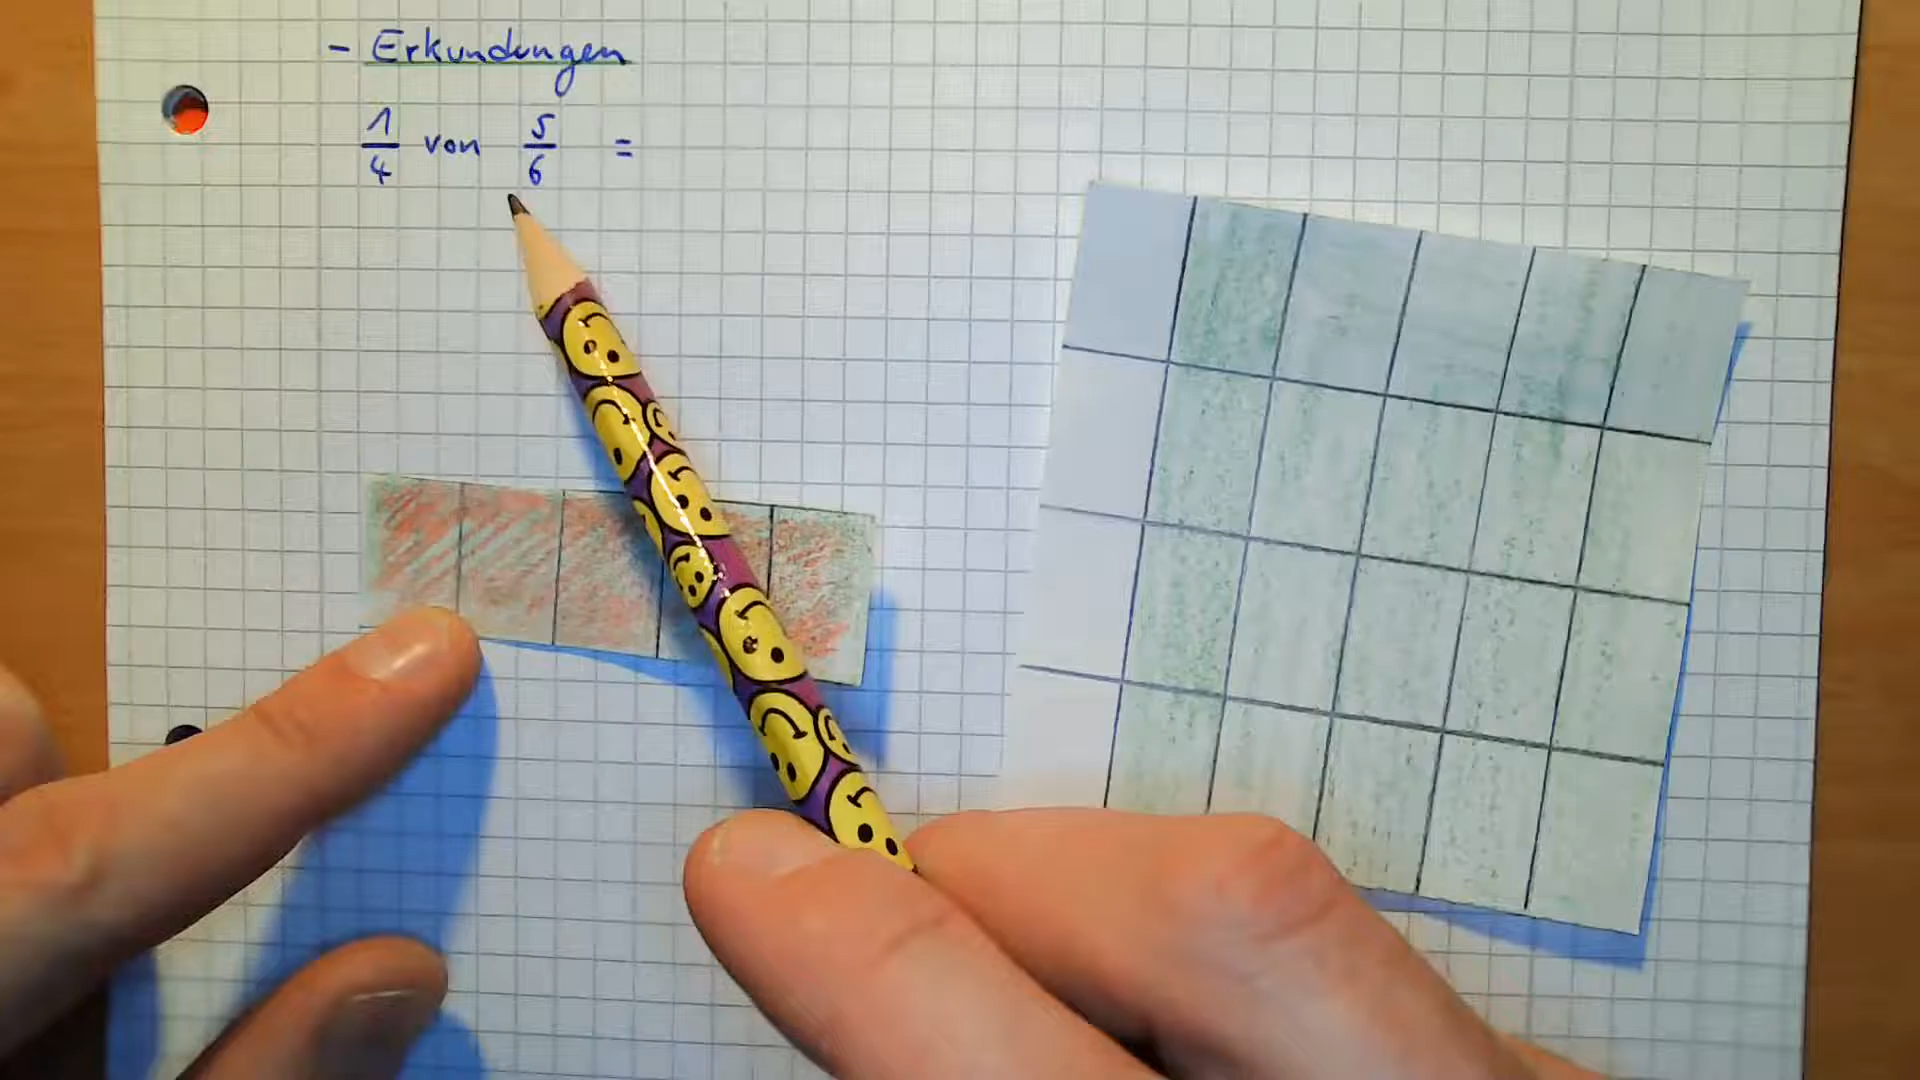 - Erkundungen
1/4 von 5/6 =